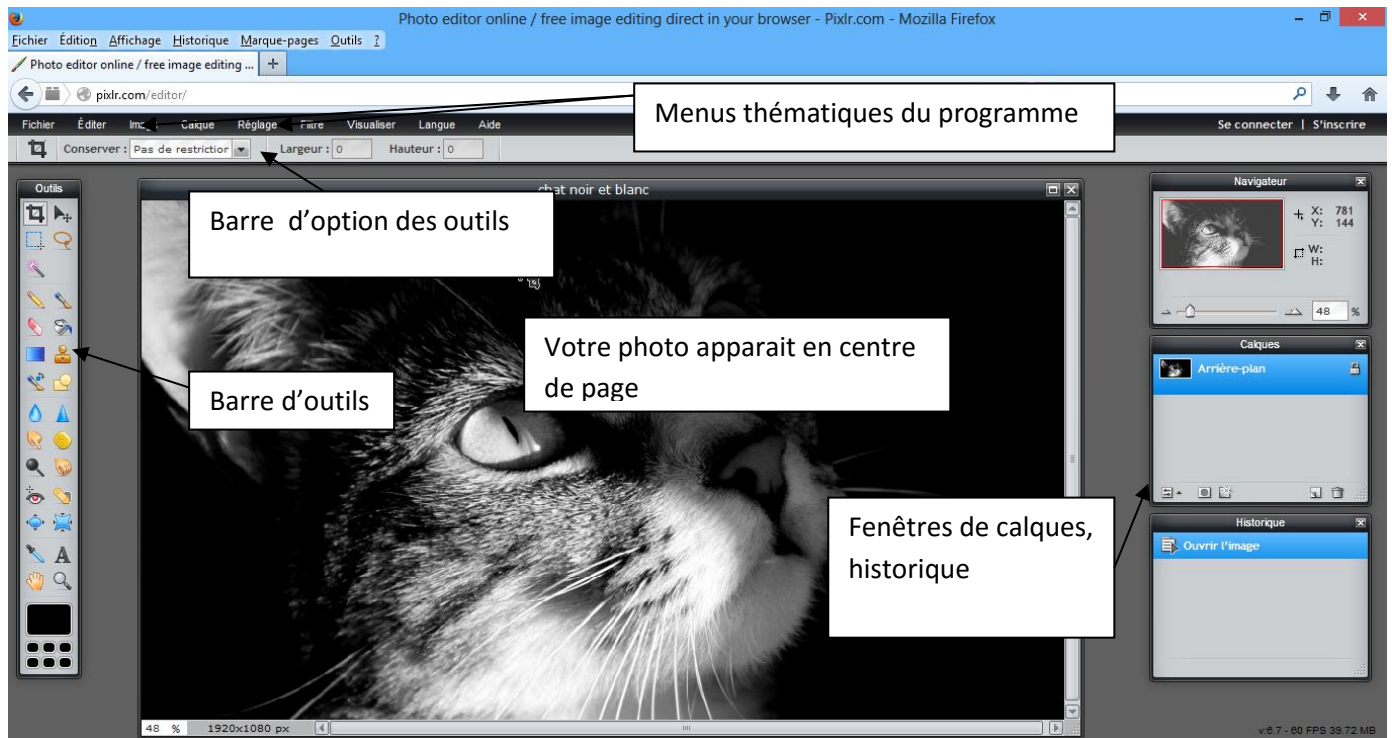 Photo editor online / free image editing direct in your browser - Pixlr.com - Mozilla Firefox
Fichier Édition Affichage Historique Marque-pages Outils ?
Photo editor online / free image editing ... +
pixlr.com/editor/
Menus thématiques du programme
Fichier Éditer Calque Réglage Filtre Visualiser Langue Aide
Se connecter | S'inscrire
Conserver : Pas de restriction Largeur : 0 Hauteur : 0
Outils
chat noir et blanc
Navigateur
X: 781
Y: 144
W:
H:
48 %
Barre d'option des outils
Votre photo apparait en centre
de page
Barre d'outils
Calques
Arrière-plan
Fenêtres de calques,
historique
Historique
Ouvrir l'image
A
48 % 1920x1080 px
v:6.7 - 60 FPS 39.72 MB